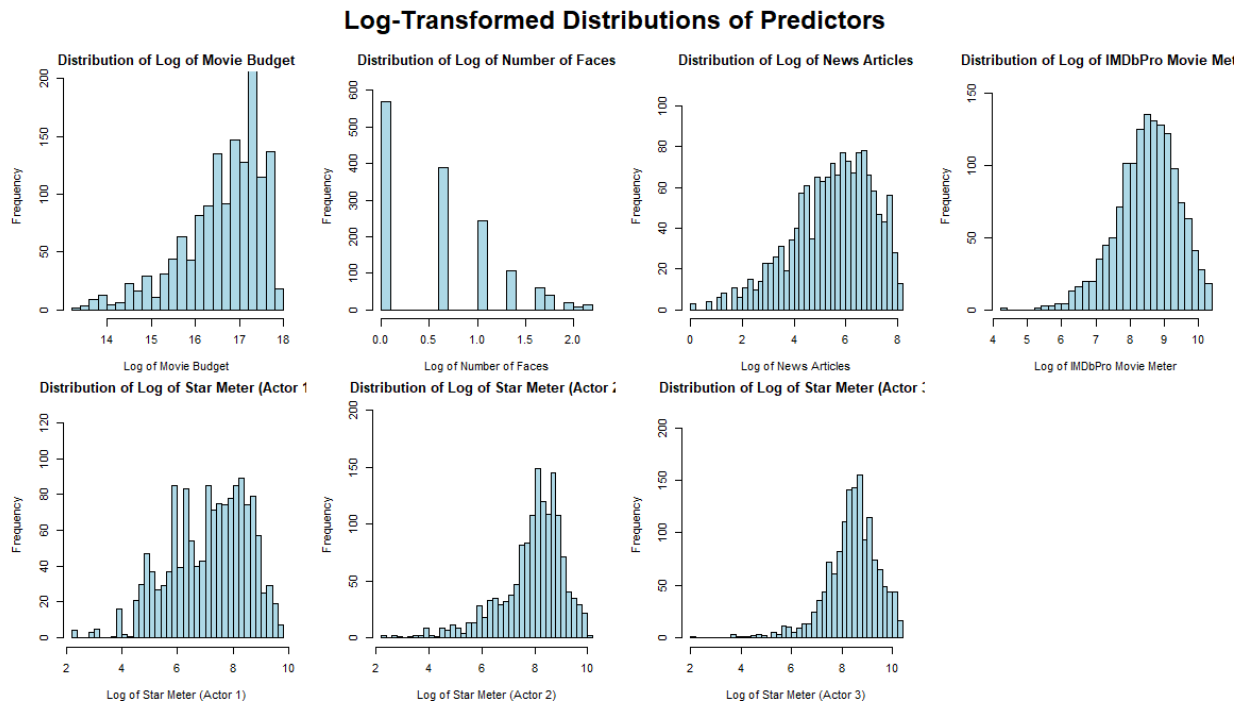 Log-Transformed Distributions of Predictors
Distribution of Log of Movie Budget
Frequency
0 50 100 150 200
14 15 16 17 18
Log of Movie Budget
Distribution of Log of Number of Faces
Frequency
0 100 200 300 400 500 600
0.0 0.5 1.0 1.5 2.0
Log of Number of Faces
Distribution of Log of News Articles
Frequency
0 20 40 60 80 100
0 2 4 6 8
Log of News Articles
Distribution of Log of IMDbPro Movie Met
Frequency
0 50 100 150
4 5 6 7 8 9 10
Log of IMDbPro Movie Meter
Distribution of Log of Star Meter (Actor 1
Frequency
0 20 40 60 80 100 120
2 4 6 8 10
Log of Star Meter (Actor 1)
Distribution of Log of Star Meter (Actor 2
Frequency
0 50 100 150 200
2 4 6 8 10
Log of Star Meter (Actor 2)
Distribution of Log of Star Meter (Actor 3
Frequency
0 50 100 150 200
2 4 6 8 10
Log of Star Meter (Actor 3)